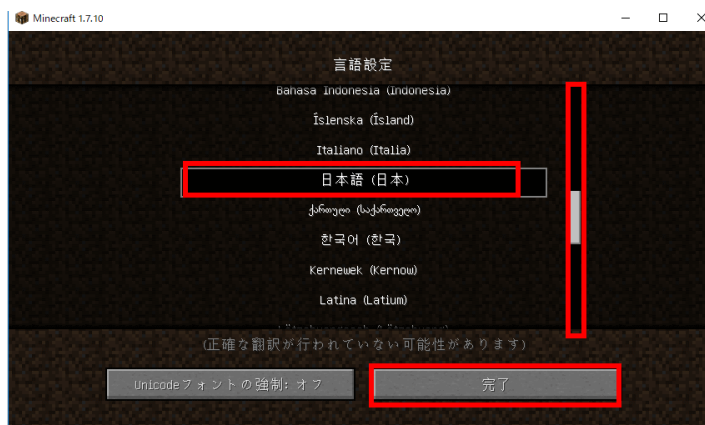 Minecraft 1.7.10
言語設定
Bahasa Indonesia (Indonesia)
Íslenska (Ísland)
Italiano (Italia)
日本語 (日本)
ქართული (საქართველო)
한국어 (한국)
Kernewek (Kernow)
Latina (Latium)
(正確な翻訳が行われていない可能性があります)
Unicodeフォントの強制: オフ
完了